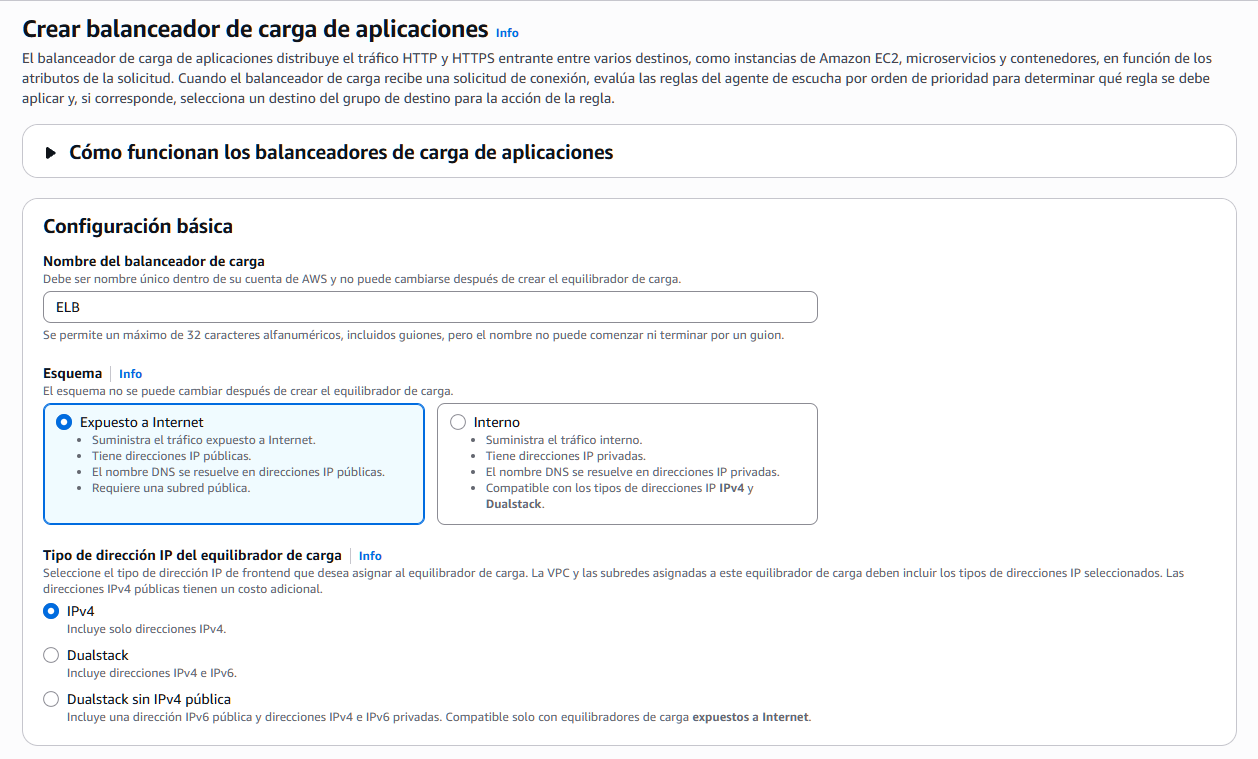 Crear balanceador de carga de aplicaciones Info
El balanceador de carga de aplicaciones distribuye el tráfico HTTP y HTTPS entrante entre varios destinos, como instancias de Amazon EC2, microservicios y contenedores, en función de los
atributos de la solicitud. Cuando el balanceador de carga recibe una solicitud de conexión, evalúa las reglas del agente de escucha por orden de prioridad para determinar qué regla se debe
aplicar y, si corresponde, selecciona un destino del grupo de destino para la acción de la regla.
Cómo funcionan los balanceadores de carga de aplicaciones
Configuración básica
Nombre del balanceador de carga
Debe ser nombre único dentro de su cuenta de AWS y no puede cambiarse después de crear el equilibrador de carga.
ELB
Se permite un máximo de 32 caracteres alfanuméricos, incluidos guiones, pero el nombre no puede comenzar ni terminar por un guion.
Esquema Info
El esquema no se puede cambiar después de crear el equilibrador de carga.
Expuesto a Internet
• Suministra el tráfico expuesto a Internet.
• Tiene direcciones IP públicas.
• El nombre DNS se resuelve en direcciones IP públicas.
• Requiere una subred pública.
Interno
• Suministra el tráfico interno.
• Tiene direcciones IP privadas.
• El nombre DNS se resuelve en direcciones IP privadas.
• Compatible con los tipos de direcciones IP IPv4 y
Dualstack.
Tipo de dirección IP del equilibrador de carga Info
Seleccione el tipo de dirección IP de frontend que desea asignar al equilibrador de carga. La VPC y las subredes asignadas a este equilibrador de carga deben incluir los tipos de direcciones IP seleccionados. Las
direcciones IPv4 públicas tienen un costo adicional.
IPv4
Incluye solo direcciones IPv4.
Dualstack
Incluye direcciones IPv4 e IPv6.
Dualstack sin IPv4 pública
Incluye una dirección IPv6 pública y direcciones IPv4 e IPv6 privadas. Compatible solo con equilibradores de carga expuestos a Internet.